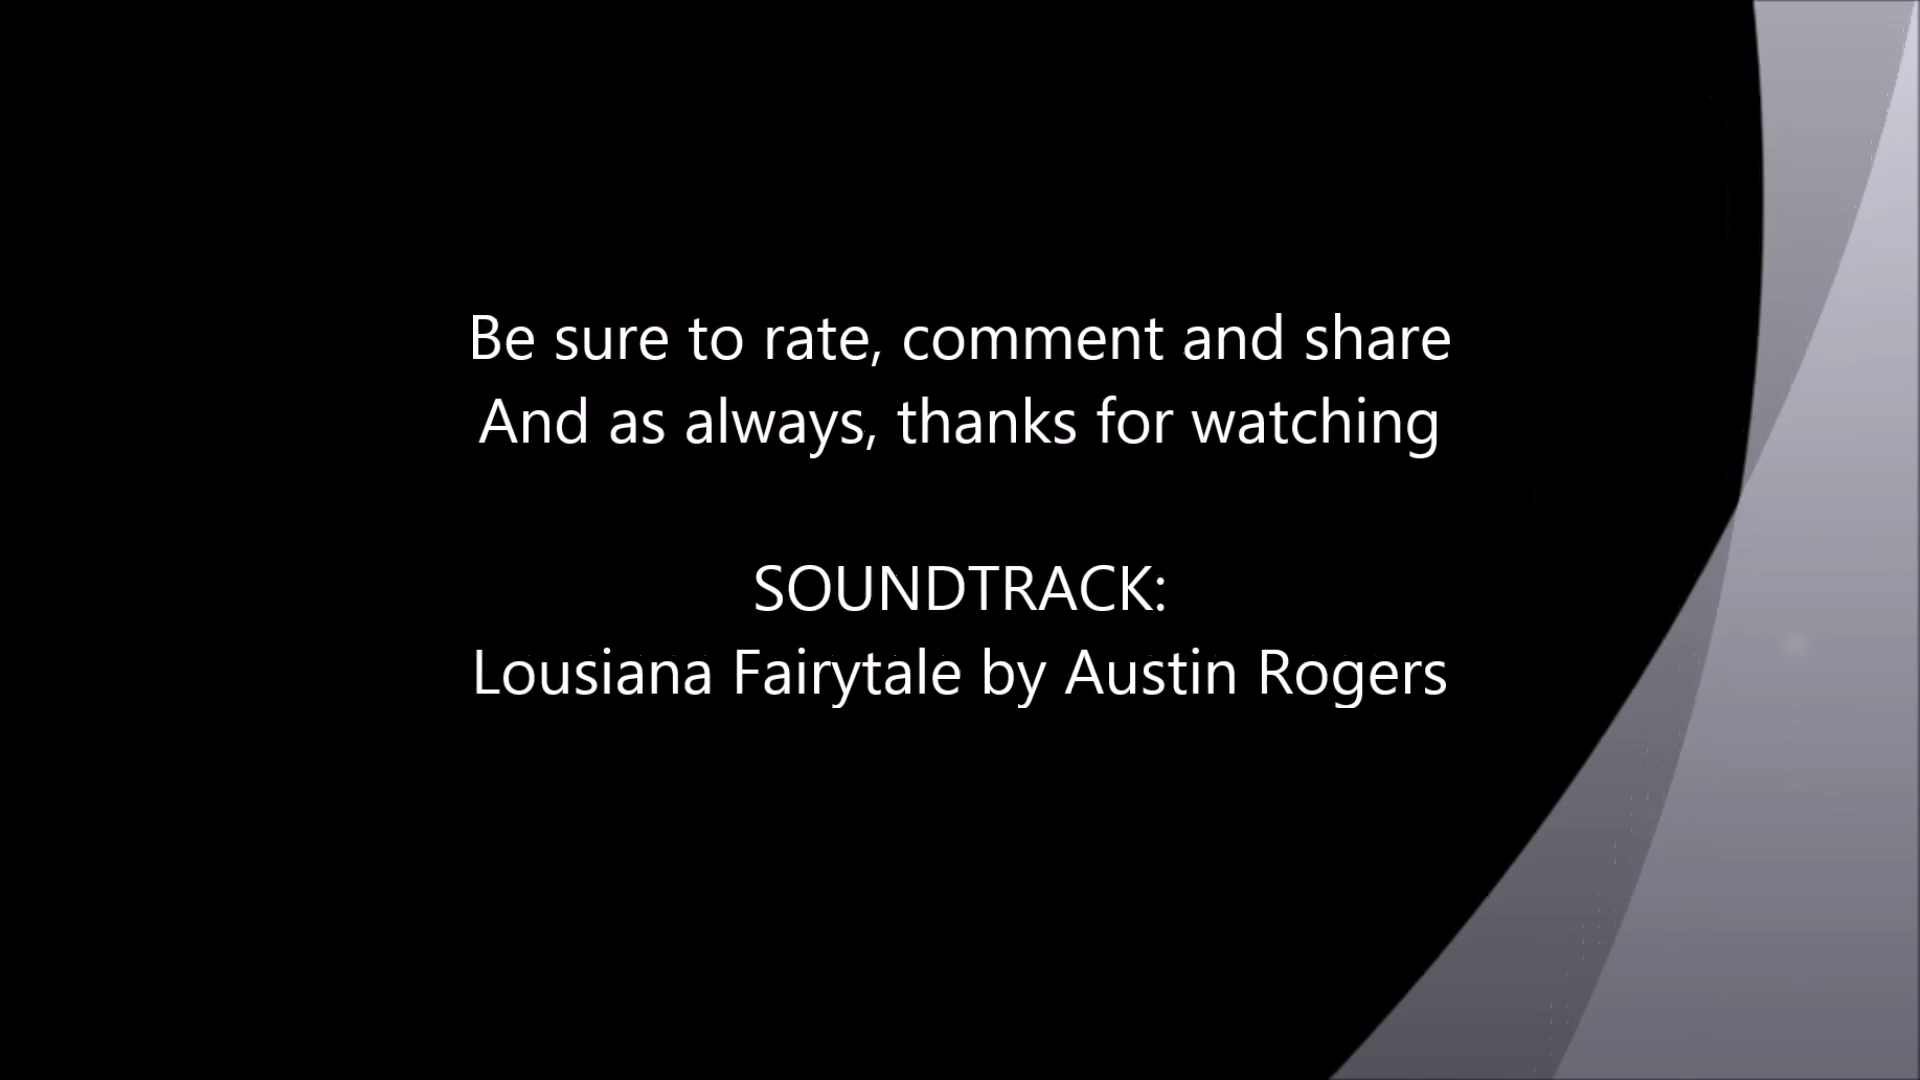 Be sure to rate, comment and share
And as always, thanks for watching
SOUNDTRACK:
Lousiana Fairytale by Austin Rogers